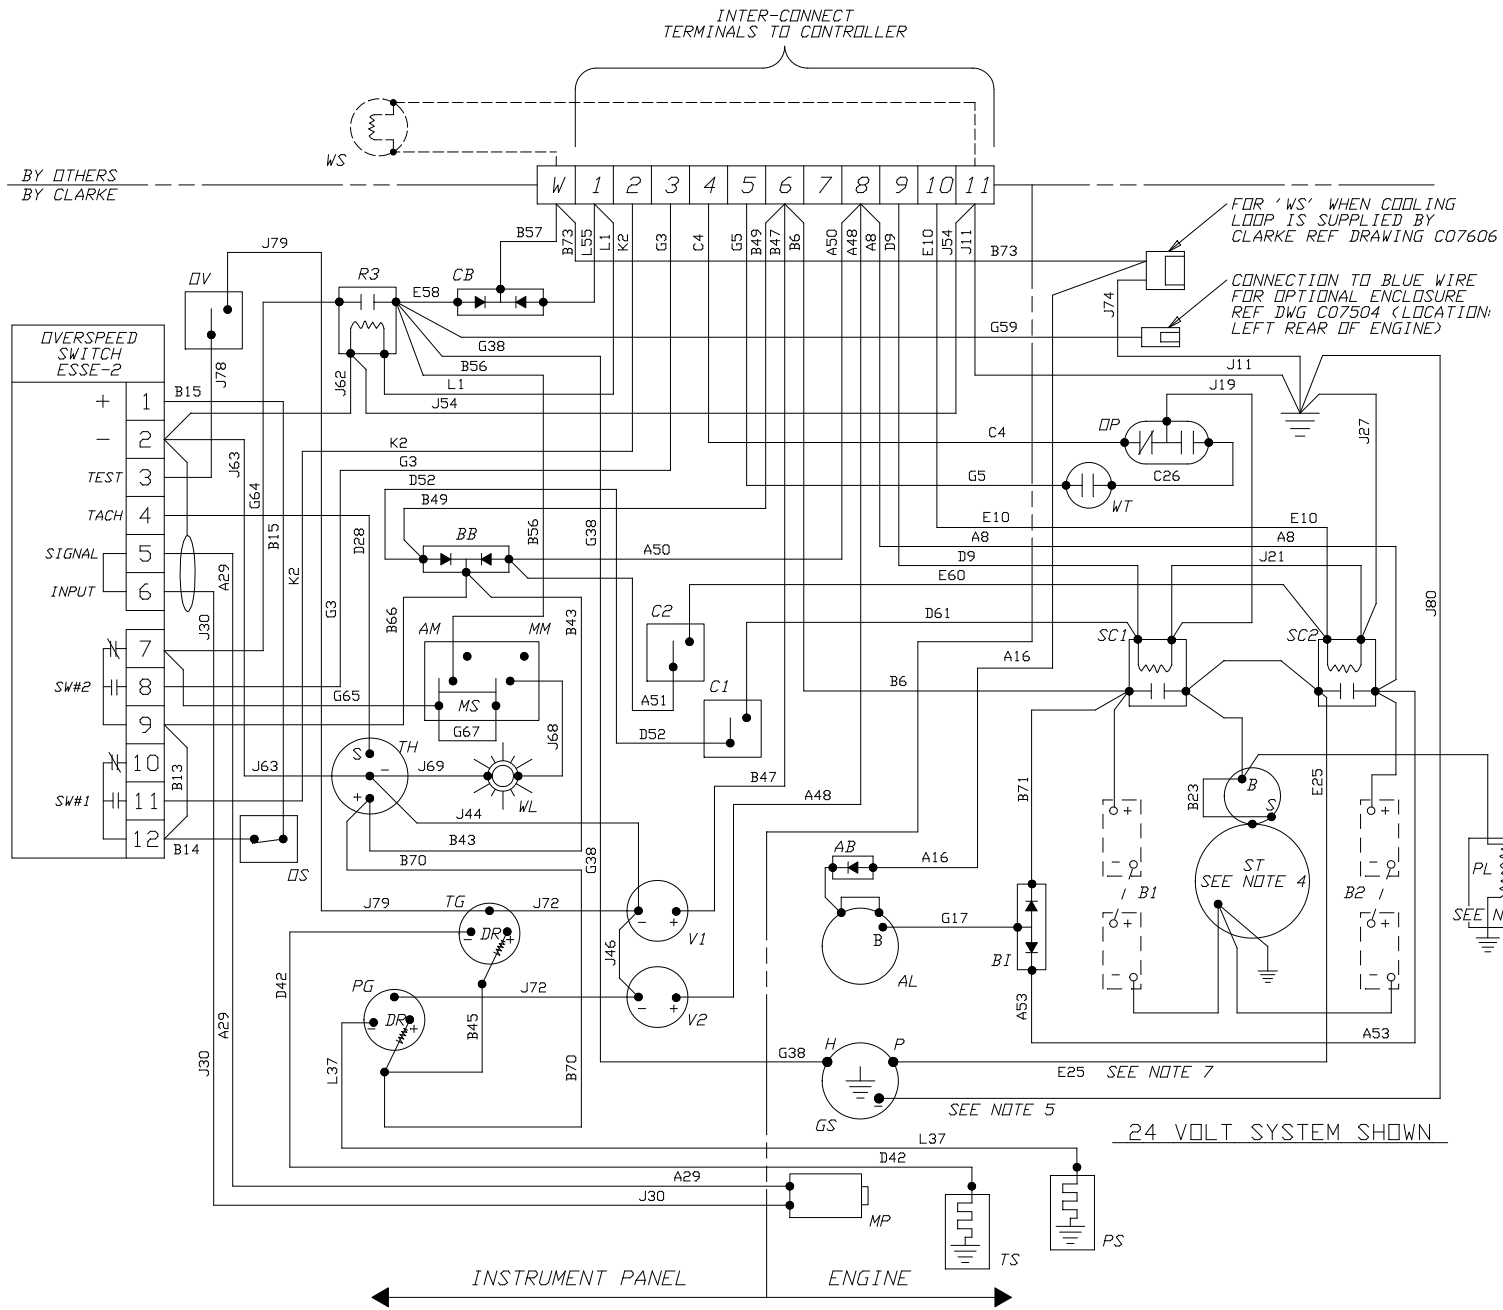 INTER-CONNECT
TERMINALS TO CONTROLLER
WS
BY OTHERS
BY CLARKE
W 1 2 3 4 5 6 7 8 9 10 11
FOR 'WS' WHEN COOLING
LOOP IS SUPPLIED BY
CLARKE REF DRAWING C07606
B57
B73
L55
L1
K2
G3
C4
G5
B49
B47
B6
A50
A48
A8
D9
E10
J54
J11
B73
J79
OV
R3
CB
E58
J74
CONNECTION TO BLUE WIRE
FOR OPTIONAL ENCLOSURE
REF DWG C07504 (LOCATION:
LEFT REAR OF ENGINE)
G59
G38
OVERSPEED
SWITCH
ESSE-2
J78
J62
B56
L1
J54
J11
J19
+ 1
B15
- 2
J63
K2
C4
OP
J27
TEST 3
G3
D52
G5
C26
WT
TACH 4
G64
B15
D28
B49
B56
G38
E10
E10
BB
A50
A8
A8
SIGNAL 5
A29
D9
J21
INPUT 6
J30
K2
G3
B66
B43
E60
C2
D61
J80
AM
MM
SC1
SC2
7
A16
SW#2 8
G65
MS
A51
C1
B6
9
G67
J68
D52
TH
S
-
+
10
B13
J63
J69
WL
B47
B71
B23
B
S
E25
SW#1 11
J44
A48
+
+
12
B14
OS
B43
B70
G38
AB
A16
ST
SEE NOTE 4
- B1
B2 -
PL
SEE N
J79
TG
J72
- DR +
- +
V1
G17
B
BI
+
+
J46
AL
D42
PG
J72
- DR +
B45
- +
V2
A53
-
-
A29
J30
L37
B70
G38
H
P
A53
E25 SEE NOTE 7
-
GS
SEE NOTE 5
24 VOLT SYSTEM SHOWN
L37
D42
A29
J30
MP
TS
PS
INSTRUMENT PANEL
ENGINE